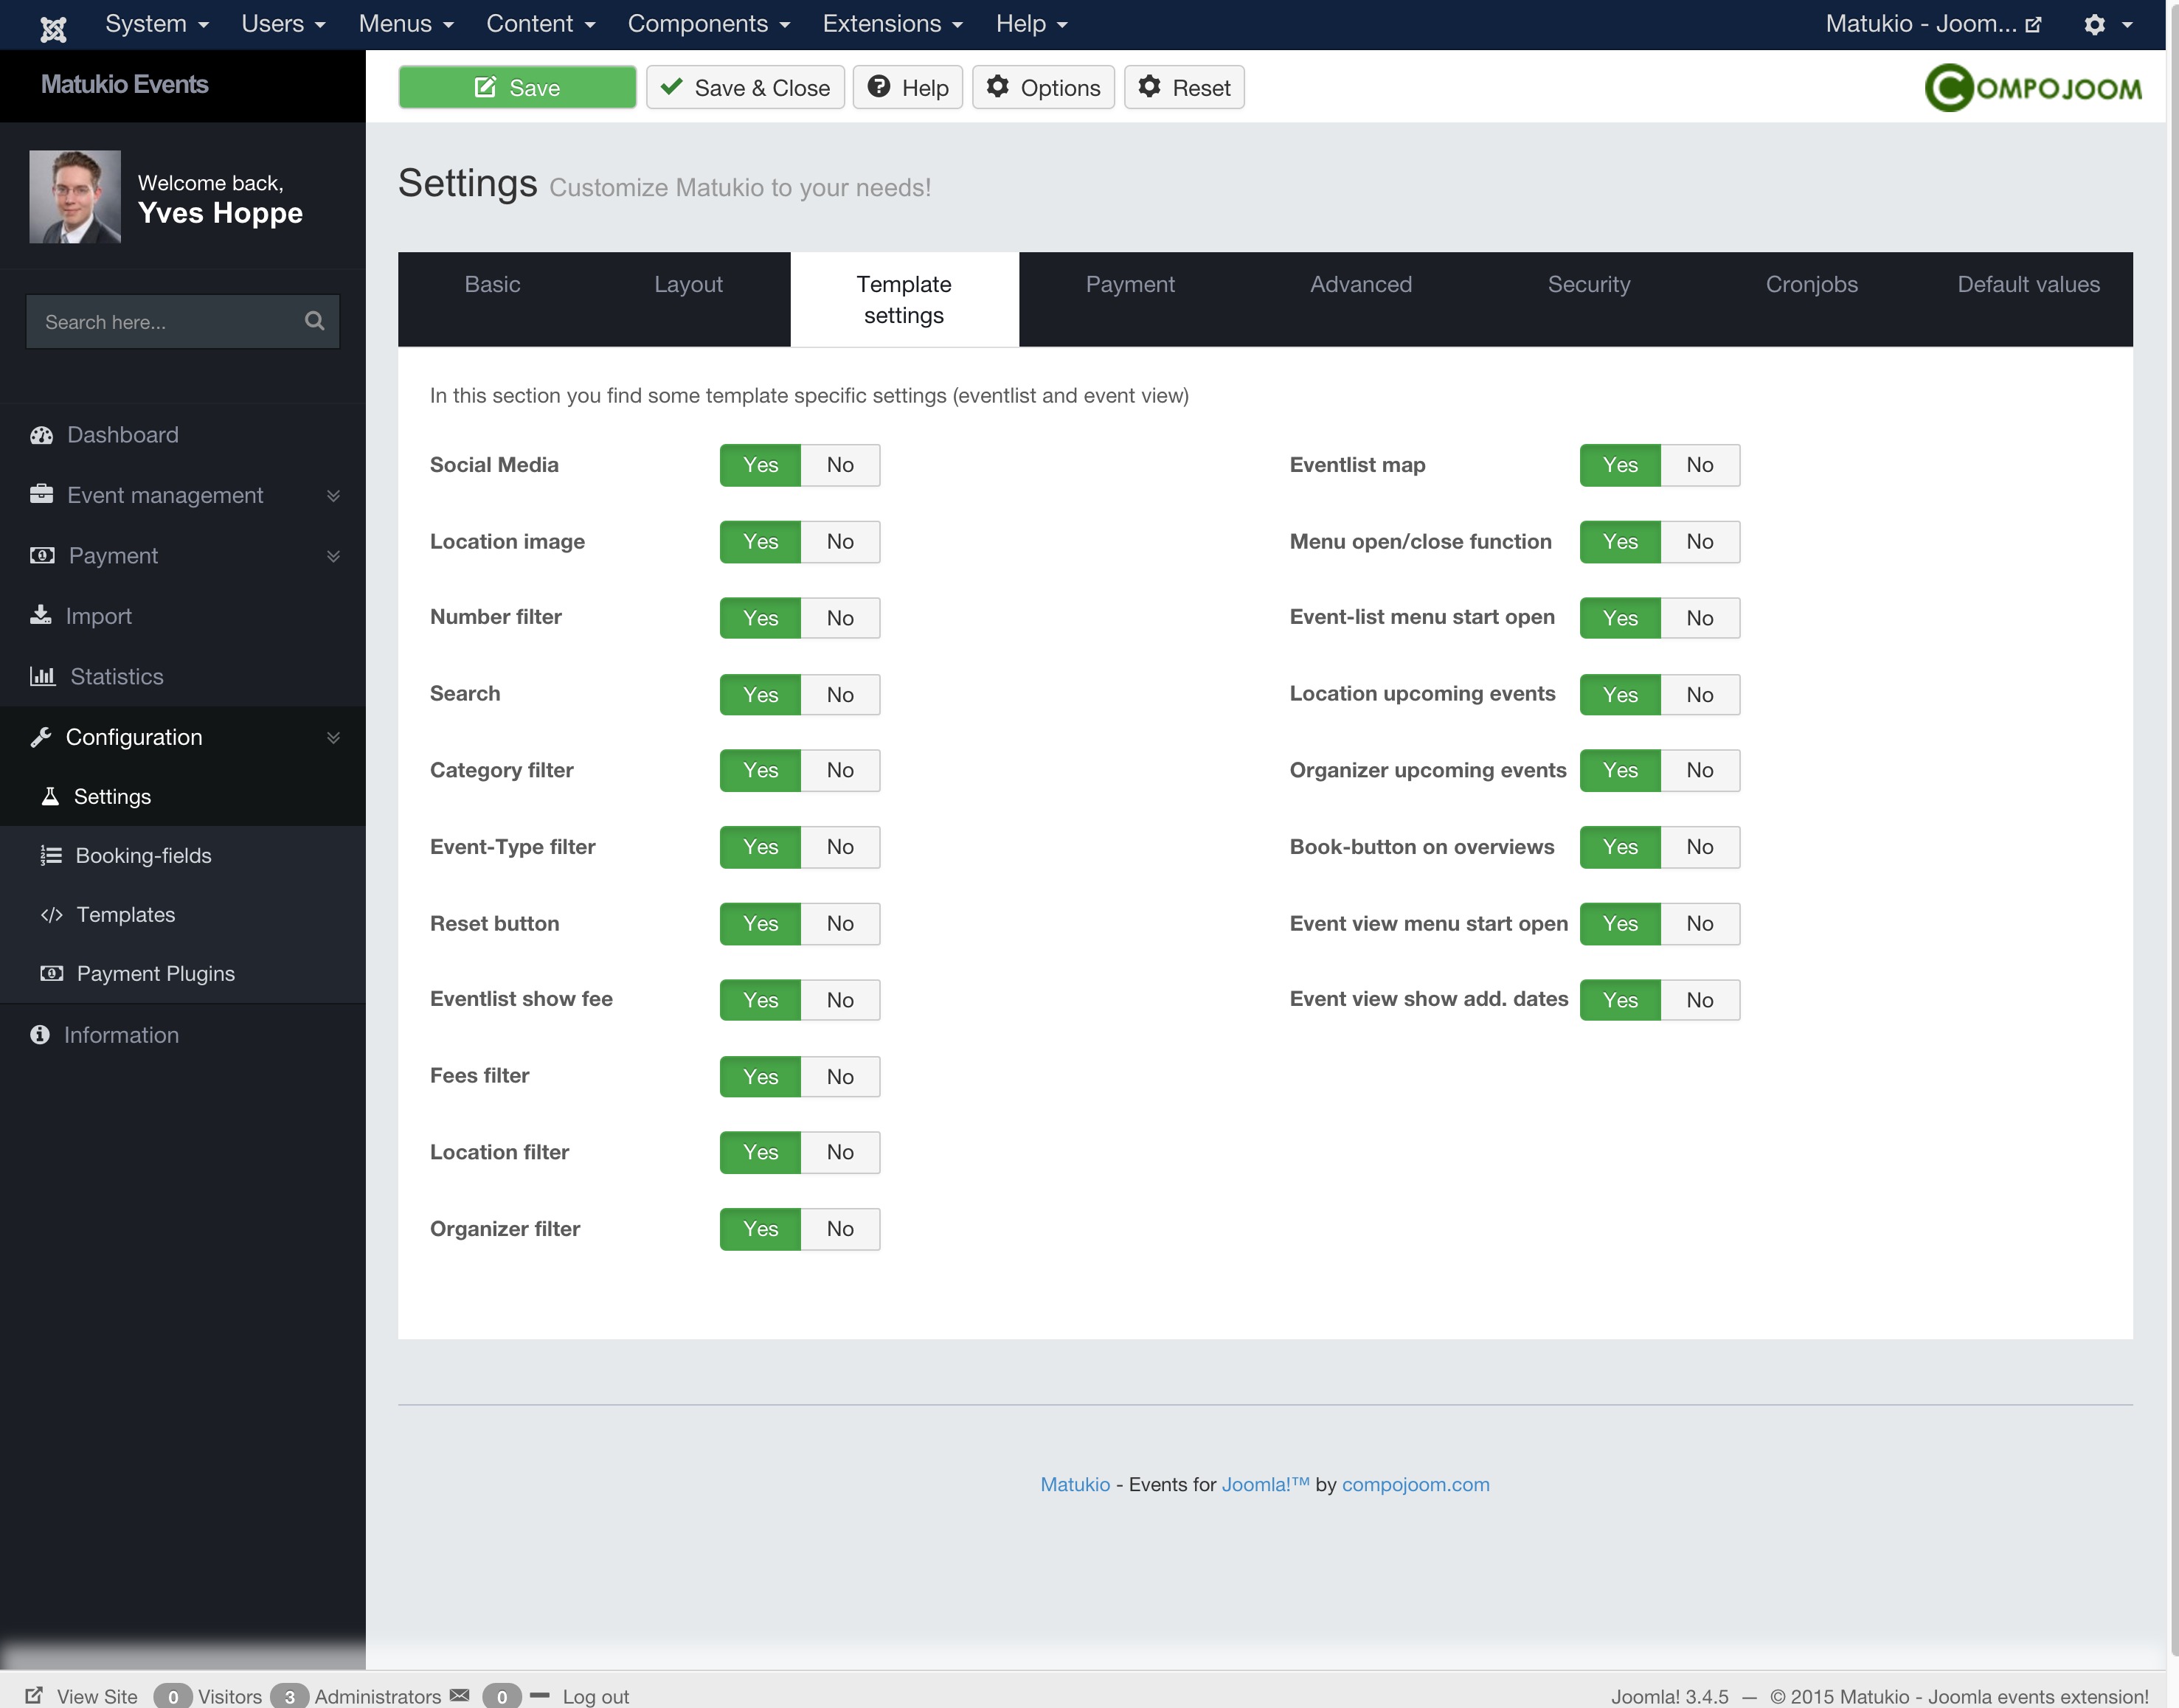 System Users Menus Content Components Extensions Help Matukio - Joom...
Matukio Events
Save Save & Close Help Options Reset
COMPOJOOM
Welcome back,
Yves Hoppe
Search here...
Dashboard
Event management
Payment
Import
Statistics
Configuration
Settings
Booking-fields
Templates
Payment Plugins
Information
Settings Customize Matukio to your needs!
Basic Layout Template settings Payment Advanced Security Cronjobs Default values
In this section you find some template specific settings (eventlist and event view)
Social Media Yes No
Location image Yes No
Number filter Yes No
Search Yes No
Category filter Yes No
Event-Type filter Yes No
Reset button Yes No
Eventlist show fee Yes No
Fees filter Yes No
Location filter Yes No
Organizer filter Yes No
Eventlist map Yes No
Menu open/close function Yes No
Event-list menu start open Yes No
Location upcoming events Yes No
Organizer upcoming events Yes No
Book-button on overviews Yes No
Event view menu start open Yes No
Event view show add. dates Yes No
Matukio - Events for Joomla!™ by compojoom.com
View Site 0 Visitors 3 Administrators 0 Log out
Joomla! 3.4.5 — © 2015 Matukio - Joomla events extension!